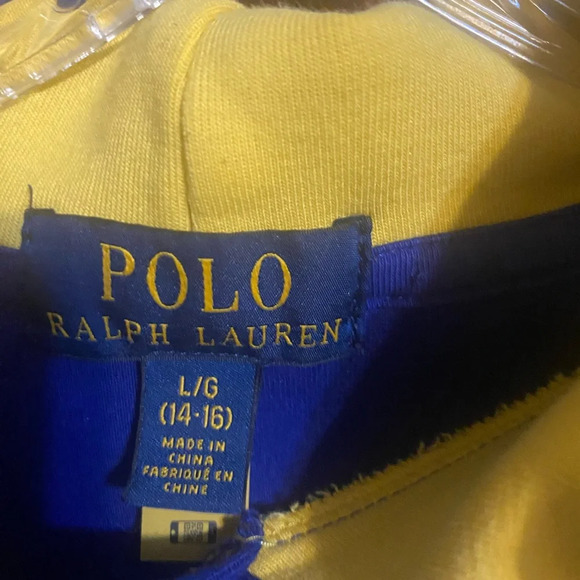 POLO
RALPH LAUREN
L/G
(14-16)
MADE IN
CHINA
FABRIQUÉ EN
CHINE